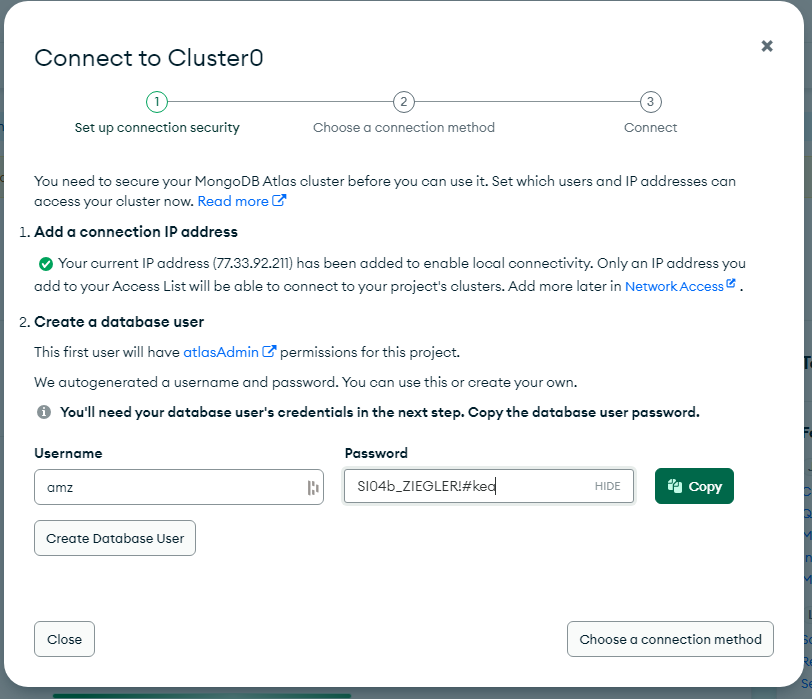 Connect to Cluster0
1
2
3
Set up connection security
Choose a connection method
Connect
You need to secure your MongoDB Atlas cluster before you can use it. Set which users and IP addresses can
access your cluster now. Read more
1. Add a connection IP address
Your current IP address (77.33.92.211) has been added to enable local connectivity. Only an IP address you
add to your Access List will be able to connect to your project's clusters. Add more later in Network Access .
2. Create a database user
This first user will have atlasAdmin permissions for this project.
We autogenerated a username and password. You can use this or create your own.
You'll need your database user's credentials in the next step. Copy the database user password.
Username
Password
amz
SI04b_ZIEGLER!#kea
HIDE
Copy
Create Database User
Close
Choose a connection method